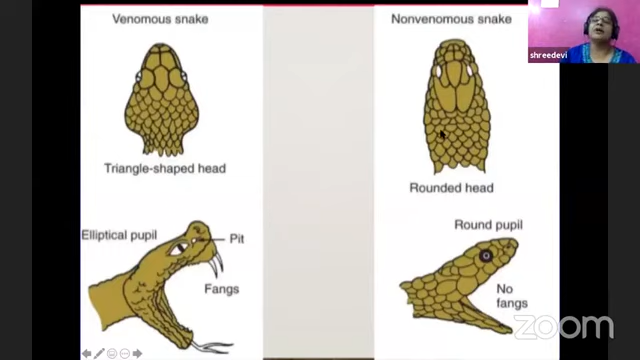 Venomous snake
Nonvenomous snake
shreedevi
Triangle-shaped head
Rounded head
Elliptical pupil
Pit
Fangs
Round pupil
No
fangs
zoom